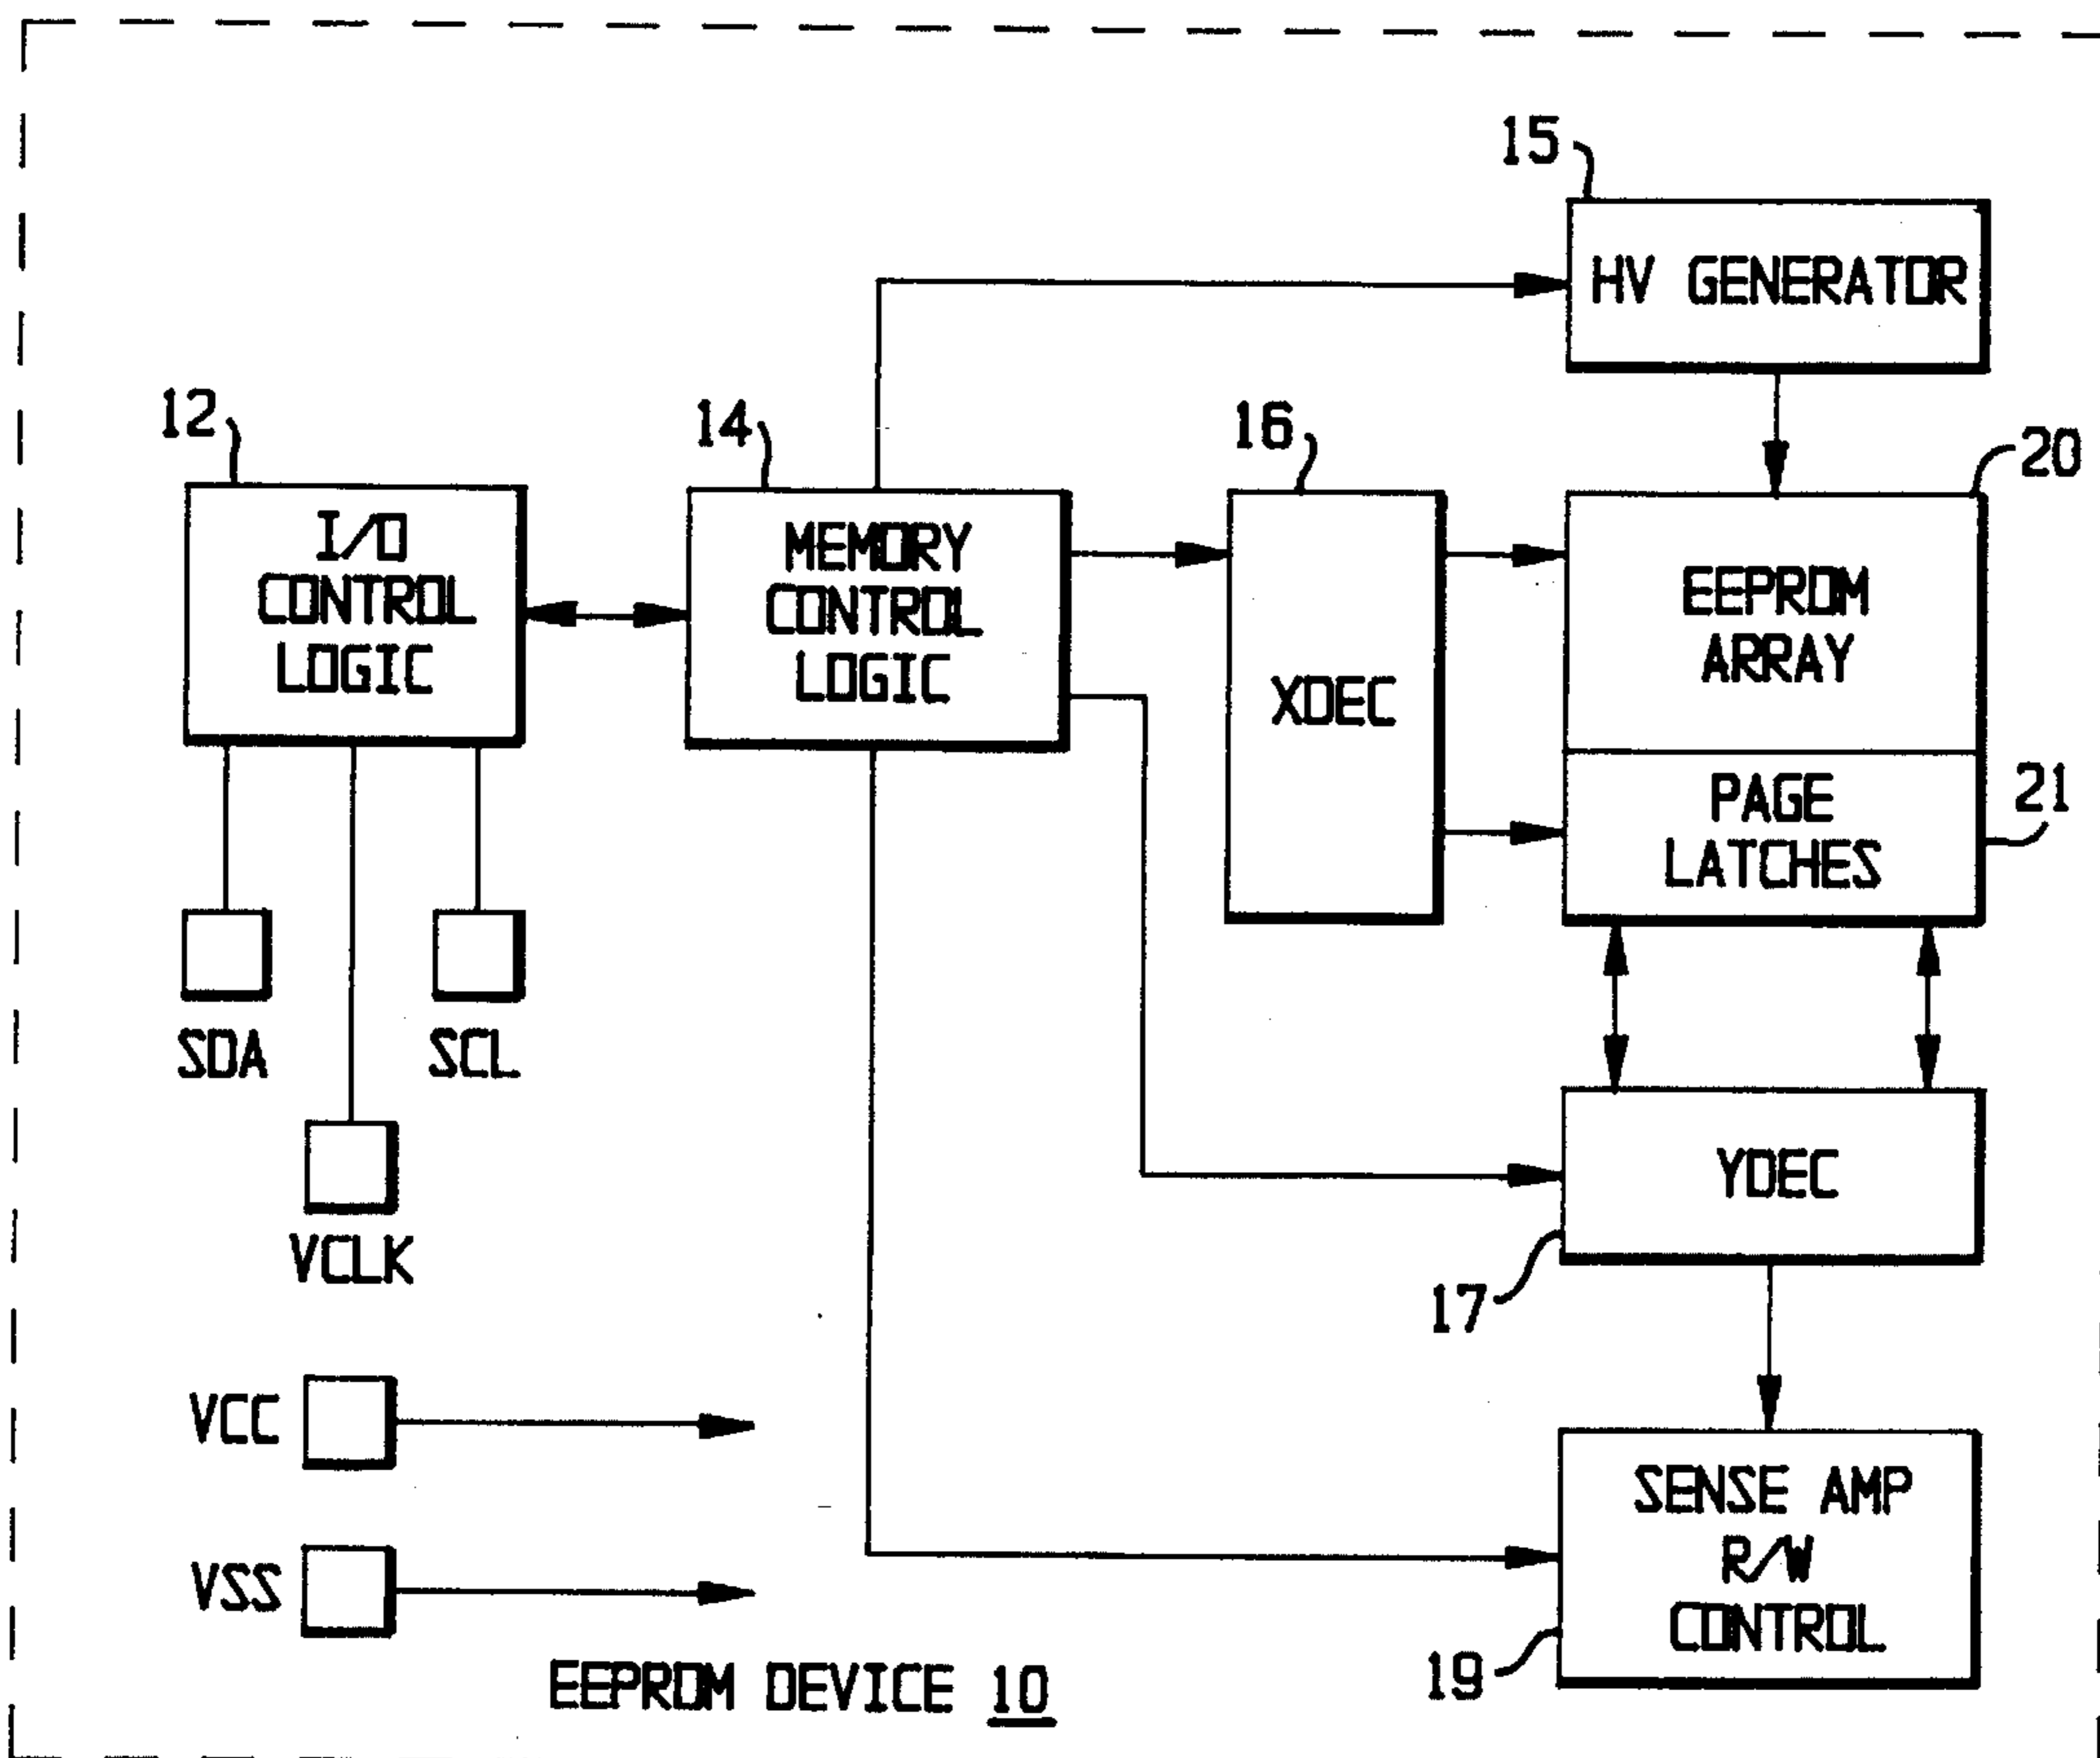 15
HV GENERATOR
12
14
16
20
I/O
CONTROL
LOGIC
MEMORY
CONTROL
LOGIC
XDEC
EEPROM
ARRAY
PAGE
LATCHES
21
SDA
SCL
VCLK
YDEC
17
VCC
VSS
SENSE AMP
R/W
CONTROL
19
EEPROM DEVICE 10